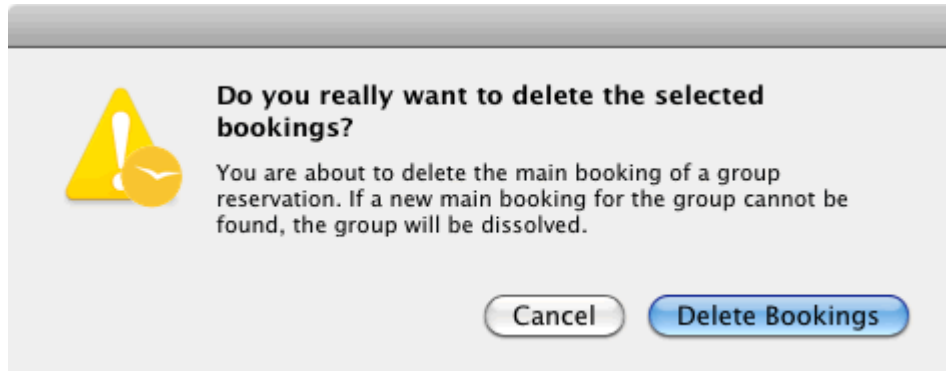 Do you really want to delete the selected
bookings?
You are about to delete the main booking of a group
reservation. If a new main booking for the group cannot be
found, the group will be dissolved.
Cancel
Delete Bookings